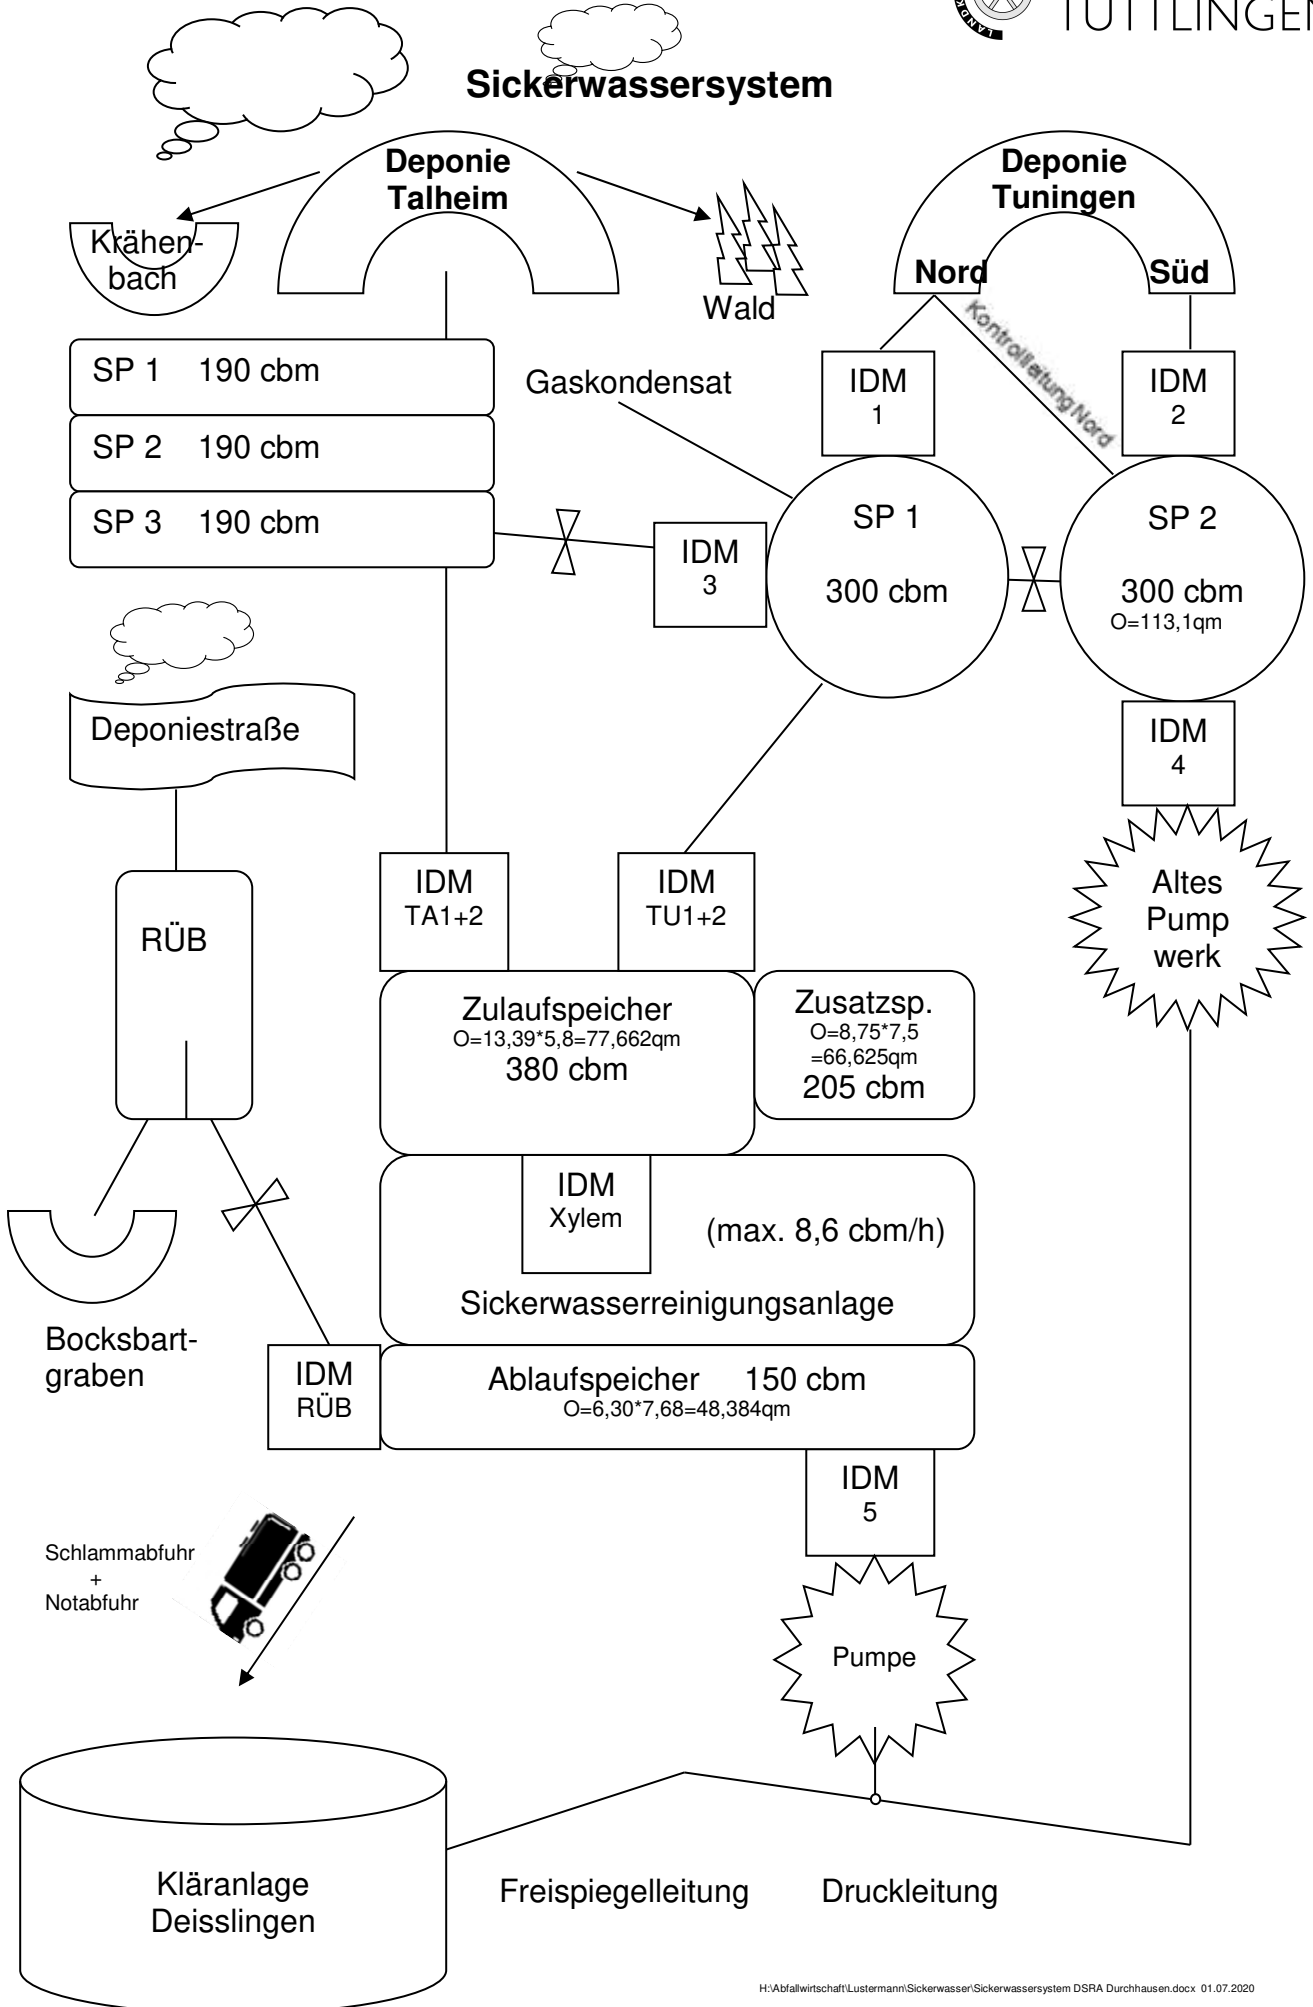 TUTTLINGEN
Sickerwassersystem
Deponie
Talheim
Deponie
Tuningen
Nord
Süd
Krähen-
bach
Wald
Kontrollleitung Nord
SP 1 190 cbm
SP 2 190 cbm
SP 3 190 cbm
Gaskondensat
IDM
1
IDM
2
IDM
3
SP 1
300 cbm
SP 2
300 cbm
O=113,1qm
Deponiestraße
IDM
4
Altes
Pump
werk
RÜB
IDM
TA1+2
IDM
TU1+2
Zulaufspeicher
O=13,39*5,8=77,662qm
380 cbm
Zusatzsp.
O=8,75*7,5
=66,625qm
205 cbm
IDM
Xylem
(max. 8,6 cbm/h)
Sickerwasserreinigungsanlage
Bocksbart-
graben
IDM
RÜB
Ablaufspeicher 150 cbm
O=6,30*7,68=48,384qm
IDM
5
Schlammabfuhr
+
Notabfuhr
Pumpe
Kläranlage
Deisslingen
Freispiegelleitung
Druckleitung
H:\Abfallwirtschaft\Lustermann\Sickerwasser\Sickerwassersystem DSRA Durchhausen.docx 01.07.2020